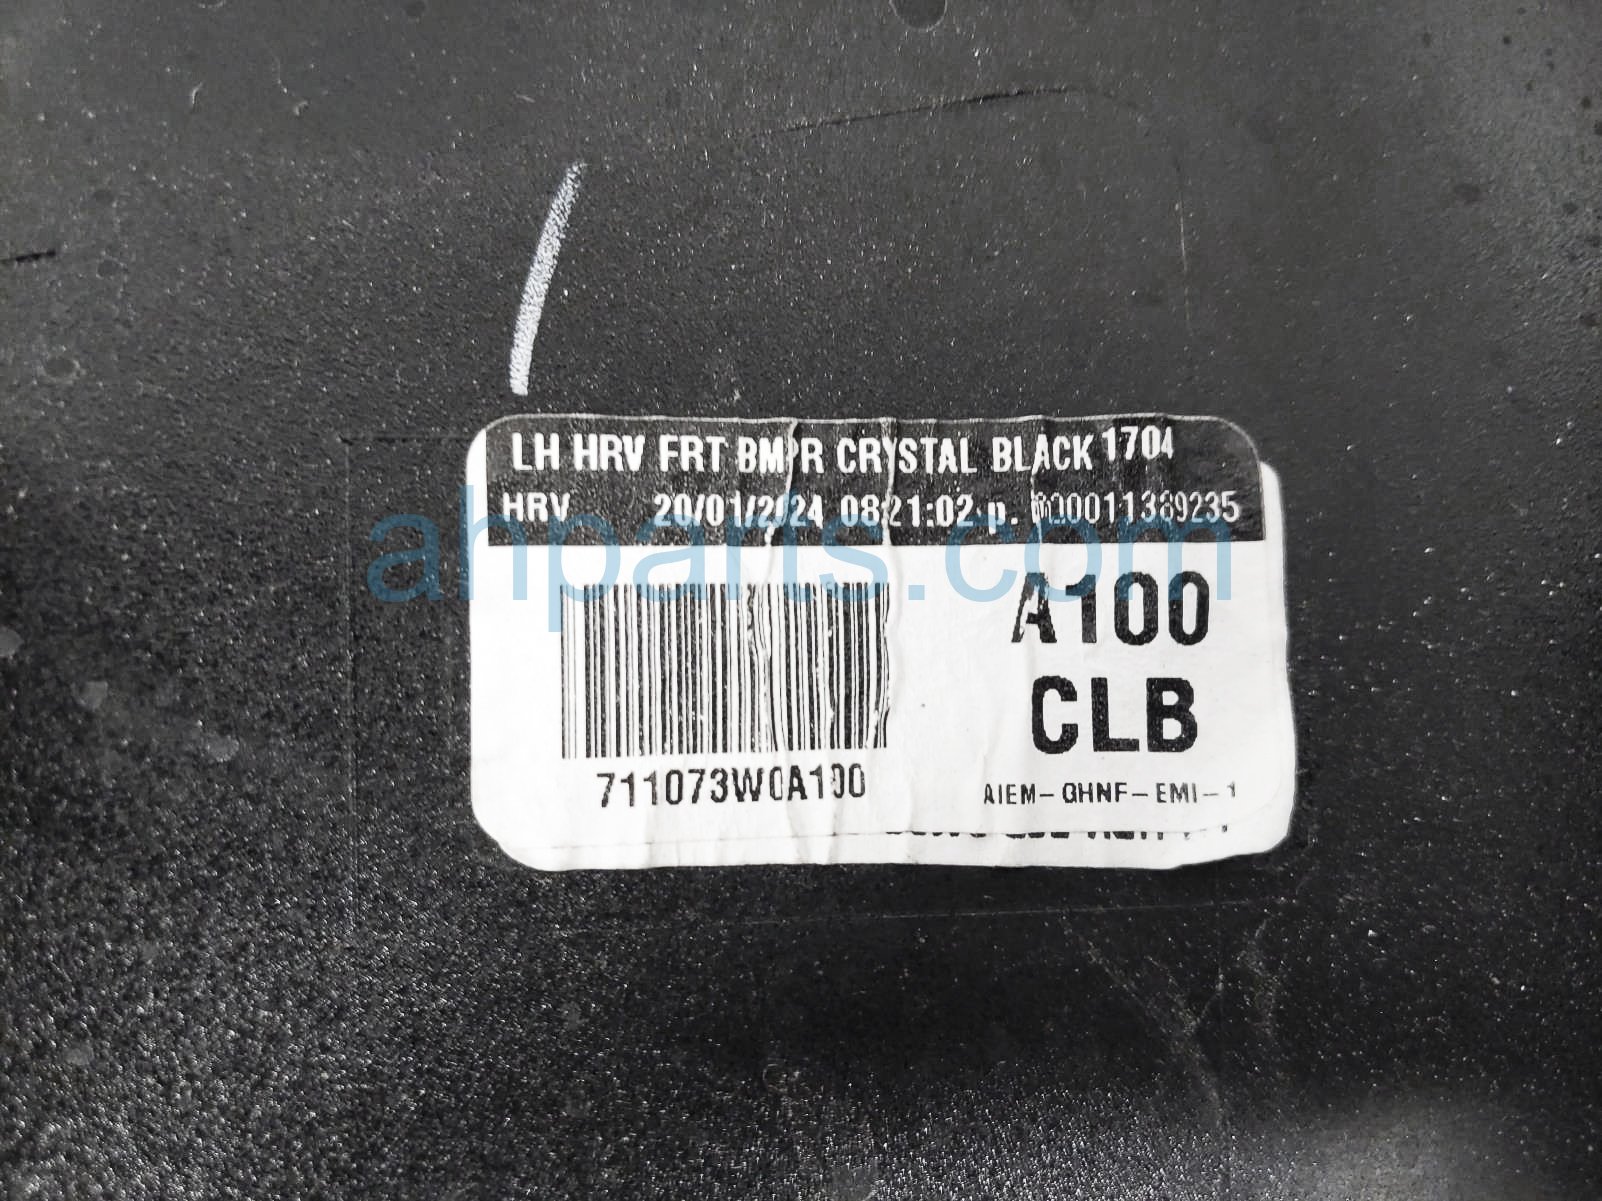 LH HRV FRT BMPR CRYSTAL BLACK 1704
HRV 20/01/2024 08:21:02 p.
ahparts.com
A100
CLB
711073W0A100
AIEM-GHNF-EMI-1